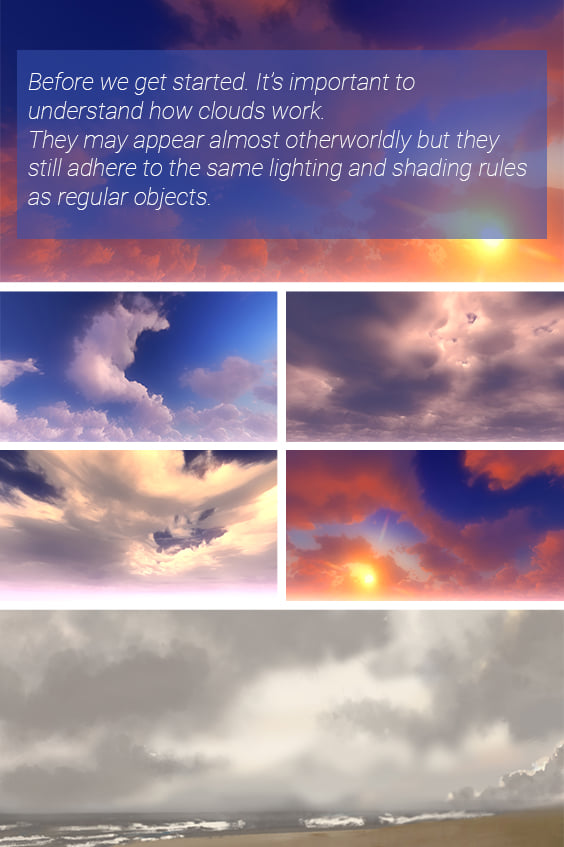 Before we get started. It's important to
understand how clouds work.
They may appear almost otherworldly but they
still adhere to the same lighting and shading rules
as regular objects.